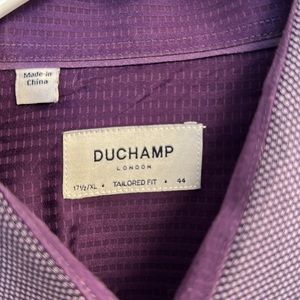 Made in
China
DUCHAMP
LONDON
17½/XL • TAILORED FIT • 44